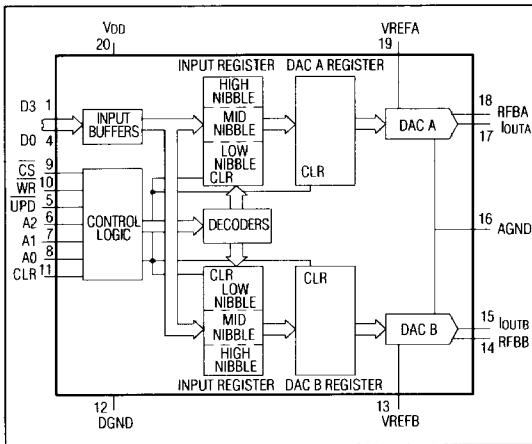 VDD
20
VREFA
19
INPUT REGISTER
DAC A REGISTER
HIGH
NIBBLE
MID
NIBBLE
LOW
NIBBLE
CLR
D3 1
D0 4
INPUT
BUFFERS
DAC A
18 RFBA
17 IOUTA
CS 9
WR 10
UPD 5
A2 6
A1 7
A0 8
CLR 11
CONTROL
LOGIC
DECODERS
16
AGND
CLR
LOW
NIBBLE
MID
NIBBLE
HIGH
NIBBLE
CLR
DAC B
15 IOUTB
14 RFBB
INPUT REGISTER
DAC B REGISTER
12
DGND
13
VREFB